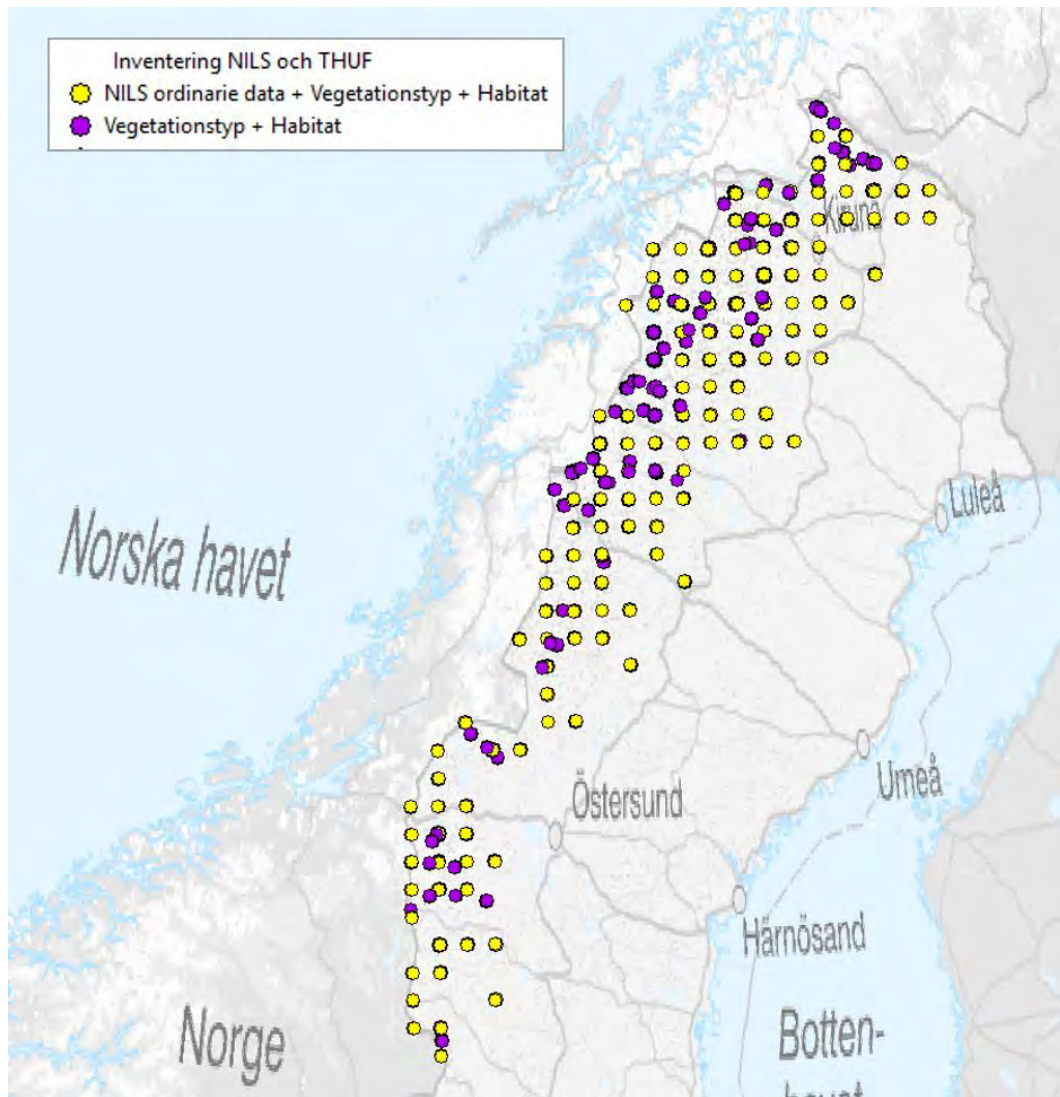 Inventering NILS och THUF
NILS ordinarie data + Vegetationstyp + Habitat
Vegetationstyp + Habitat
Kiruna
Luleå
Norska havet
Umeå
Östersund
Härnösand
Norge
Botten-
havet